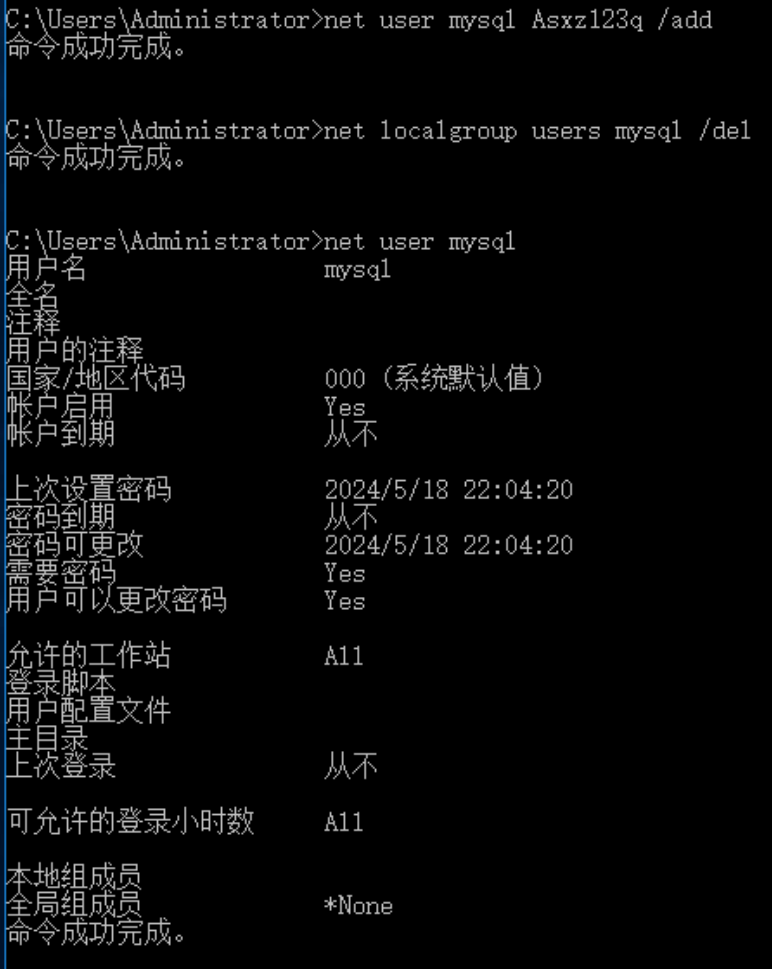 C:\Users\Administrator>net user mysql Asxz123q /add
命令成功完成。
C:\Users\Administrator>net localgroup users mysql /del
命令成功完成。
C:\Users\Administrator>net user mysql
用户名 mysql
全名
注释
用户的注释
国家/地区代码 000 (系统默认值)
帐户启用 Yes
帐户到期 从不
上次设置密码 2024/5/18 22:04:20
密码到期 从不
密码可更改 2024/5/18 22:04:20
需要密码 Yes
用户可以更改密码 Yes
允许的工作站 All
登录脚本
用户配置文件
主目录
上次登录 从不
可允许的登录小时数 All
本地组成员
全局组成员 *None
命令成功完成。